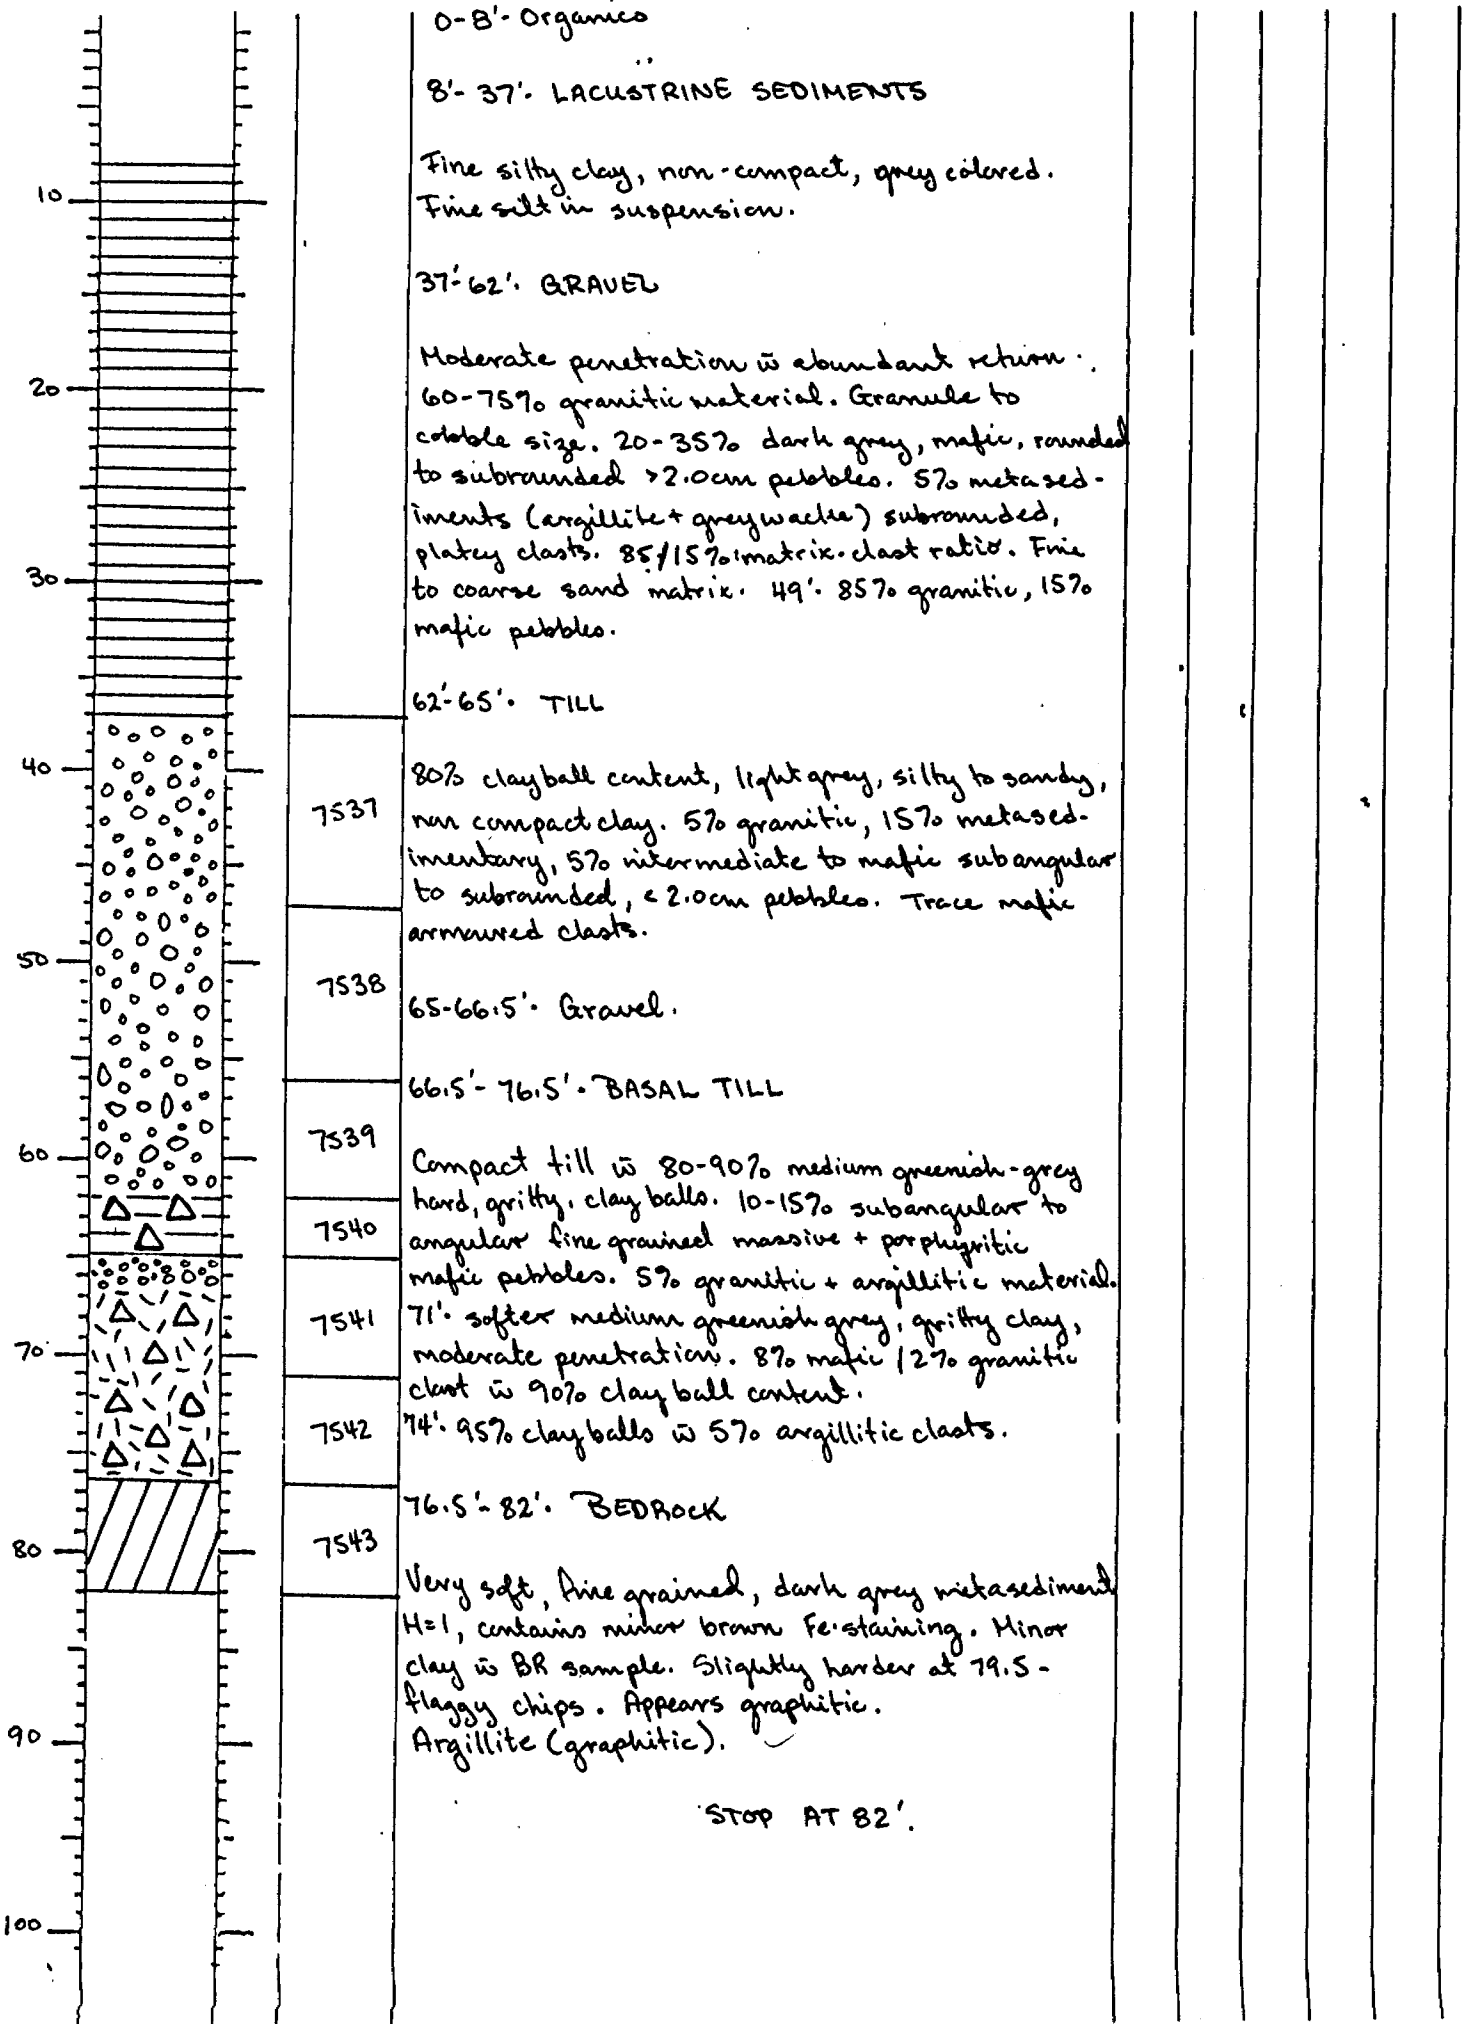 0-8'- Organics
8'- 37'. LACUSTRINE SEDIMENTS
Fine silty clay, non-compact, grey colored.
Fine silt in suspension.
37'-62'. GRAVEL
Moderate penetration w̄ abundant return.
60-75% granitic material. Granule to
cobble size. 20-35% dark grey, mafic, rounded
to subrounded >2.0cm pebbles. 5% metased-
iments (argillite + greywacke) subrounded,
platey clasts. 85/15% matrix-clast ratio. Fine
to coarse sand matrix. 49'. 85% granitic, 15%
mafic pebbles.
62'-65'. TILL
80% clayball content, light grey, silty to sandy,
non compact clay. 5% granitic, 15% metased-
imentary, 5% intermediate to mafic subangular
to subrounded, <2.0cm pebbles. Trace mafic
armoured clasts.
65-66.5'. Gravel.
66.5'- 76.5'. BASAL TILL
Compact till w̄ 80-90% medium greenish-grey
hard, gritty, clay balls. 10-15% subangular to
angular fine grained massive + porphyritic
mafic pebbles. 5% granitic + argillitic material.
71'. softer medium greenish grey, gritty clay,
moderate penetration. 8% mafic / 2% granitic
clast w̄ 90% clay ball content.
74'. 95% clay balls w̄ 5% argillitic clasts.
76.5'- 82'. BEDROCK
Very soft, fine grained, dark grey metasediment
H=1, contains minor brown Fe-staining. Minor
clay w̄ BR sample. Slightly harder at 79.5-
flaggy chips. Appears graphitic.
Argillite (graphitic).
STOP AT 82'.
10
20
30
40
50
60
70
80
90
100
7537
7538
7539
7540
7541
7542
7543